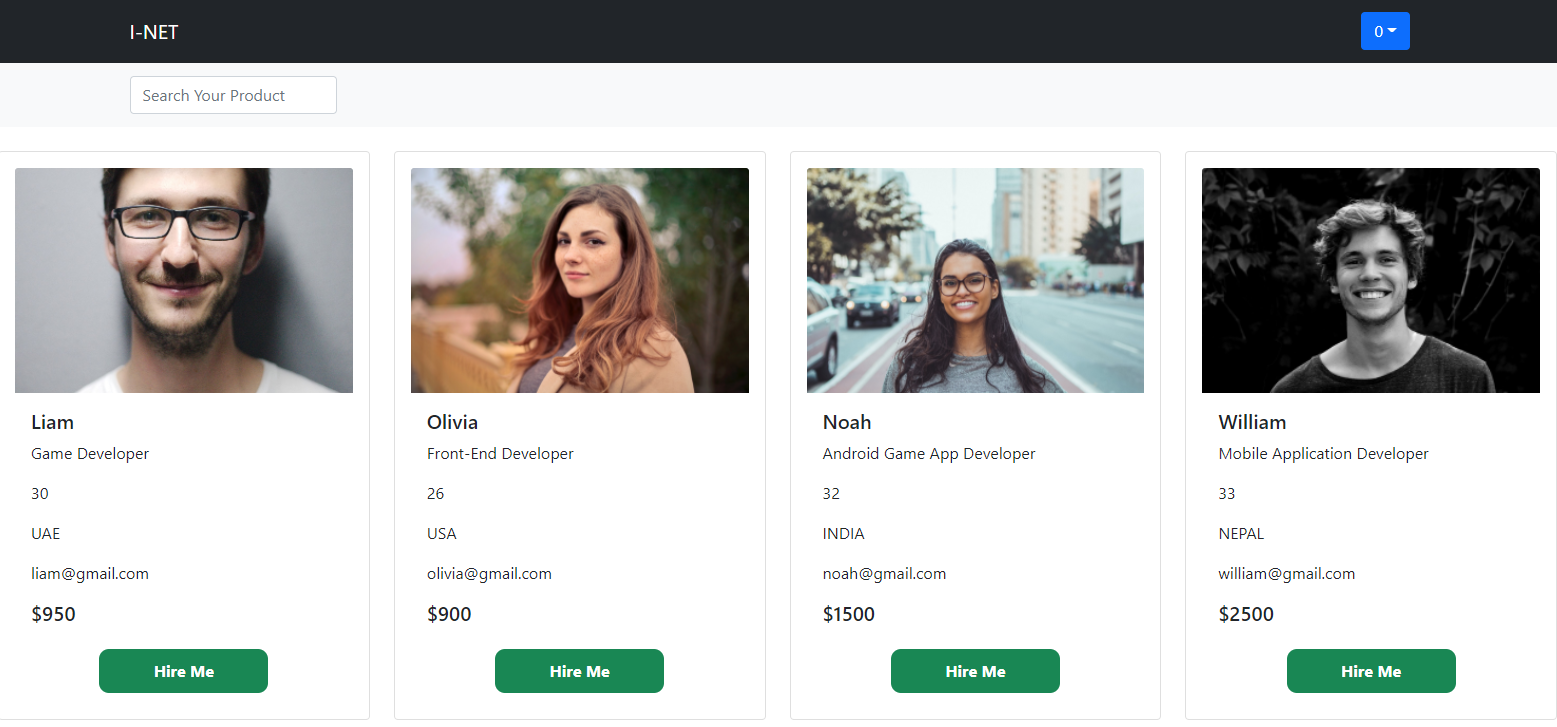 I-NET
0
Search Your Product
Liam
Game Developer
30
UAE
liam@gmail.com
$950
Hire Me
Olivia
Front-End Developer
26
USA
olivia@gmail.com
$900
Hire Me
Noah
Android Game App Developer
32
INDIA
noah@gmail.com
$1500
Hire Me
William
Mobile Application Developer
33
NEPAL
william@gmail.com
$2500
Hire Me